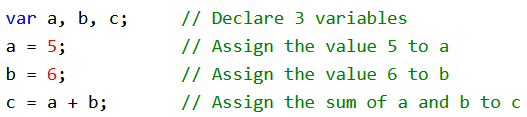 var a, b, c;     // Declare 3 variables
a = 5;           // Assign the value 5 to a
b = 6;           // Assign the value 6 to b
c = a + b;       // Assign the sum of a and b to c